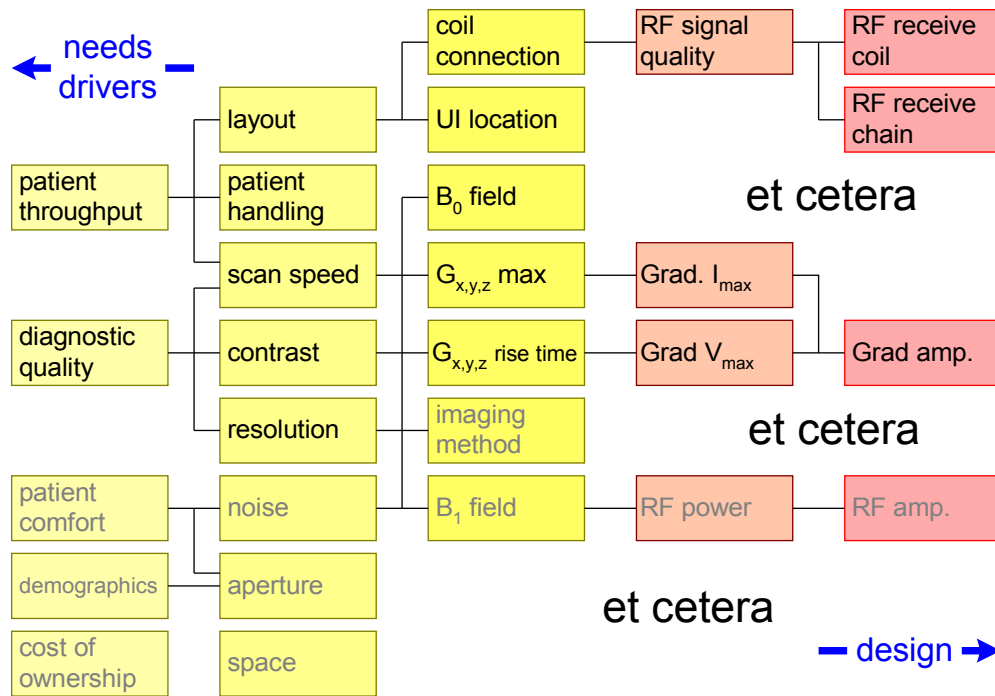 needs
drivers
coil
connection
RF signal
quality
RF receive
coil
layout
UI location
RF receive
chain
patient
throughput
patient
handling
B0 field
et cetera
scan speed
Gx,y,z max
Grad. Imax
diagnostic
quality
contrast
Gx,y,z rise time
Grad Vmax
Grad amp.
resolution
imaging
method
et cetera
patient
comfort
noise
B1 field
RF power
RF amp.
demographics
aperture
et cetera
cost of
ownership
space
design